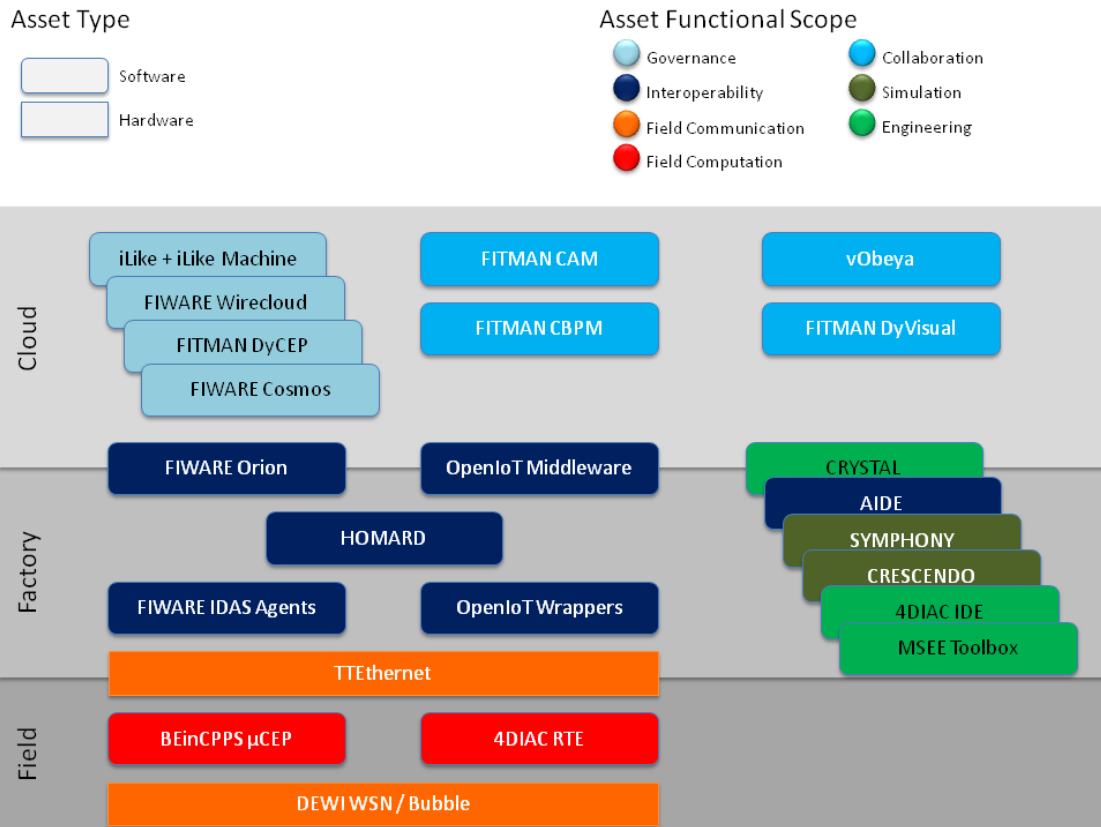 Asset Type
Asset Functional Scope
Software
Hardware
Governance
Interoperability
Field Communication
Field Computation
Collaboration
Simulation
Engineering
Cloud
iLike + iLike Machine
FIWARE Wirecloud
FITMAN DyCEP
FIWARE Cosmos
FITMAN CAM
FITMAN CBPM
vObeya
FITMAN DyVisual
Factory
FIWARE Orion
OpenIoT Middleware
HOMARD
FIWARE IDAS Agents
OpenIoT Wrappers
TTEthernet
CRYSTAL
AIDE
SYMPHONY
CRESCENDO
4DIAC IDE
MSEE Toolbox
Field
BEinCPPS µCEP
4DIAC RTE
DEWI WSN / Bubble